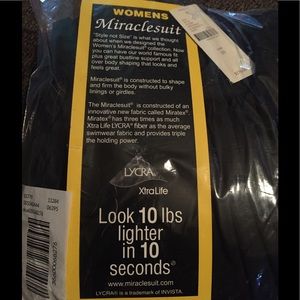 WOMENS
Miraclesuit
"Style not Size" is what we thought
about when we designed the
Women's Miraclesuit® collection. Now
you can have our world famous fit
plus great bustline support and all
over body shaping that looks and
feels great.
Miraclesuit® is constructed to shape
and firm the body without bulky
linings or girdles.
The Miraclesuit® is constructed of an
innovative new fabric called Miratex®.
Miratex® has three times as much
Xtra Life LYCRA® fiber as the average
swimwear fabric and provides triple
the holding power.
LYCRA
XtraLife
Look 10 lbs
lighter
in 10
seconds®
www.miraclesuit.com
LYCRA® is a trademark of INVISTA.